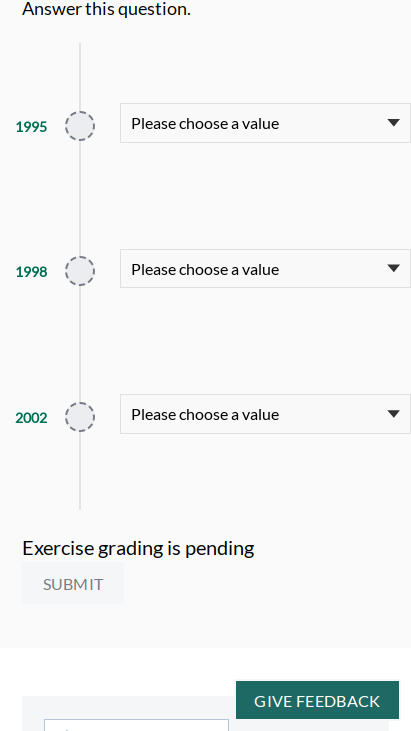 Answer this question.
1995
Please choose a value
1998
Please choose a value
2002
Please choose a value
Exercise grading is pending
SUBMIT
GIVE FEEDBACK